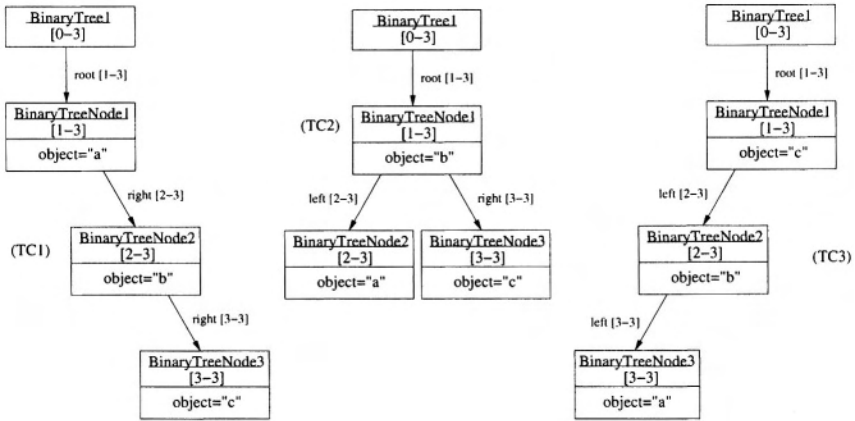 BinaryTree1
[0–3]
root [1–3]
BinaryTreeNode1
[1–3]
object="a"
right [2–3]
(TC1)
BinaryTreeNode2
[2–3]
object="b"
right [3–3]
BinaryTreeNode3
[3–3]
object="c"
BinaryTree1
[0–3]
root [1–3]
(TC2)
BinaryTreeNode1
[1–3]
object="b"
left [2–3]
right [3–3]
BinaryTreeNode2
[2–3]
object="a"
BinaryTreeNode3
[3–3]
object="c"
BinaryTree1
[0–3]
root [1–3]
BinaryTreeNode1
[1–3]
object="c"
left [2–3]
BinaryTreeNode2
[2–3]
object="b"
(TC3)
left [3–3]
BinaryTreeNode3
[3–3]
object="a"